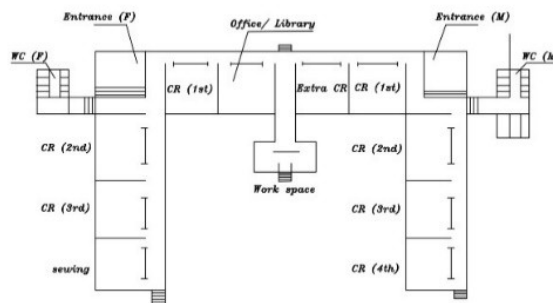 Entrance (F)
Office/ Library
Entrance (M)
WC (F)
WC (M
CR (1st)
Extra CR
CR (1st)
CR (2nd)
CR (2nd)
Work space
CR (3rd)
CR (3rd)
sewing
CR (4th)